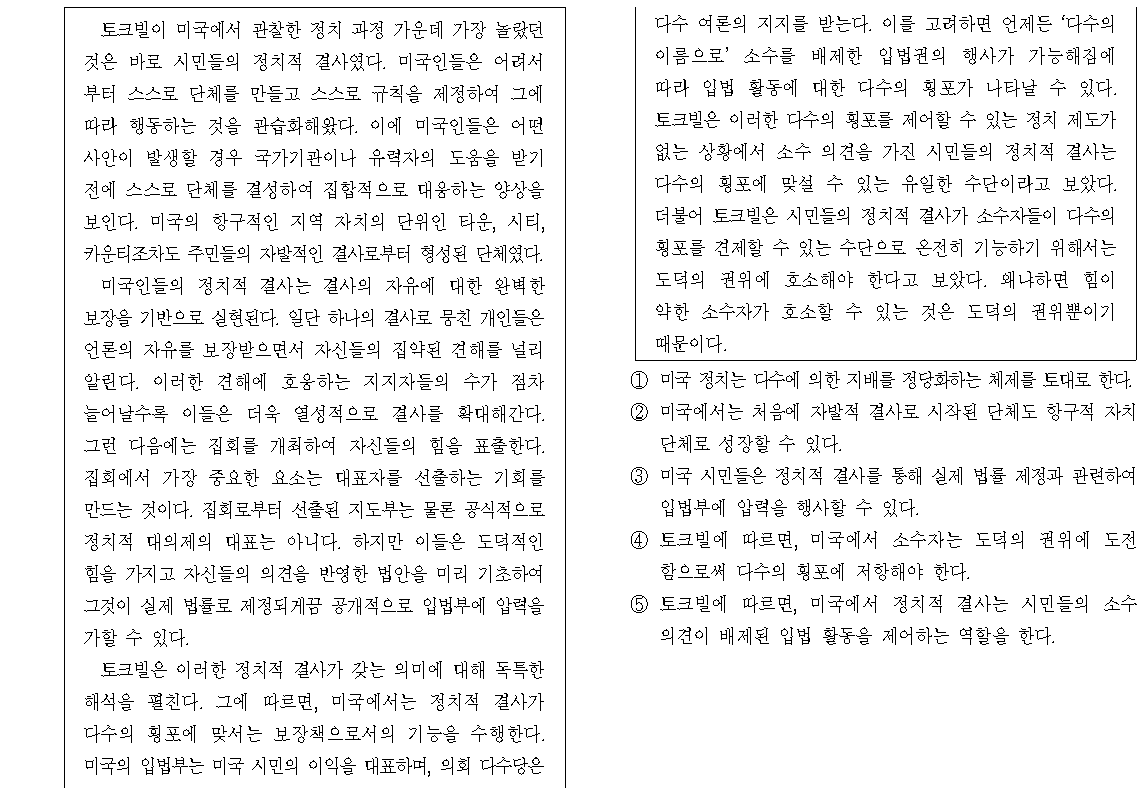 토크빌이 미국에서 관찰한 정치 과정 가운데 가장 놀랐던
것은 바로 시민들의 정치적 결사였다. 미국인들은 어려서
부터 스스로 단체를 만들고 스스로 규칙을 제정하여 그에
따라 행동하는 것을 관습화해왔다. 이에 미국인들은 어떤
사안이 발생할 경우 국가기관이나 유력자의 도움을 받기
전에 스스로 단체를 결성하여 집합적으로 대응하는 양상을
보인다. 미국의 항구적인 지역 자치의 단위인 타운, 시티,
카운티조차도 주민들의 자발적인 결사로부터 형성된 단체였다.
미국인들의 정치적 결사는 결사의 자유에 대한 완벽한
보장을 기반으로 실현된다. 일단 하나의 결사로 뭉친 개인들은
언론의 자유를 보장받으면서 자신들의 집약된 견해를 널리
알린다. 이러한 견해에 호응하는 지지자들의 수가 점차
늘어날수록 이들은 더욱 열성적으로 결사를 확대해간다.
그런 다음에는 집회를 개최하여 자신들의 힘을 표출한다.
집회에서 가장 중요한 요소는 대표자를 선출하는 기회를
만드는 것이다. 집회로부터 선출된 지도부는 물론 공식적으로
정치적 대의제의 대표는 아니다. 하지만 이들은 도덕적인
힘을 가지고 자신들의 의견을 반영한 법안을 미리 기초하여
그것이 실제 법률로 제정되게끔 공개적으로 입법부에 압력을
가할 수 있다.
토크빌은 이러한 정치적 결사가 갖는 의미에 대해 독특한
해석을 펼친다. 그에 따르면, 미국에서는 정치적 결사가
다수의 횡포에 맞서는 보장책으로서의 기능을 수행한다.
미국의 입법부는 미국 시민의 이익을 대표하며, 의회 다수당은
다수 여론의 지지를 받는다. 이를 고려하면 언제든 ‘다수의
이름으로’ 소수를 배제한 입법권의 행사가 가능해짐에
따라 입법 활동에 대한 다수의 횡포가 나타날 수 있다.
토크빌은 이러한 다수의 횡포를 제어할 수 있는 정치 제도가
없는 상황에서 소수 의견을 가진 시민들의 정치적 결사는
다수의 횡포에 맞설 수 있는 유일한 수단이라고 보았다.
더불어 토크빌은 시민들의 정치적 결사가 소수자들이 다수의
횡포를 견제할 수 있는 수단으로 온전히 기능하기 위해서는
도덕의 권위에 호소해야 한다고 보았다. 왜냐하면 힘이
약한 소수자가 호소할 수 있는 것은 도덕의 권위뿐이기
때문이다.
① 미국 정치는 다수에 의한 지배를 정당화하는 체제를 토대로 한다.
② 미국에서는 처음에 자발적 결사로 시작된 단체도 항구적 자치
단체로 성장할 수 있다.
③ 미국 시민들은 정치적 결사를 통해 실제 법률 제정과 관련하여
입법부에 압력을 행사할 수 있다.
④ 토크빌에 따르면, 미국에서 소수자는 도덕의 권위에 도전
함으로써 다수의 횡포에 저항해야 한다.
⑤ 토크빌에 따르면, 미국에서 정치적 결사는 시민들의 소수
의견이 배제된 입법 활동을 제어하는 역할을 한다.